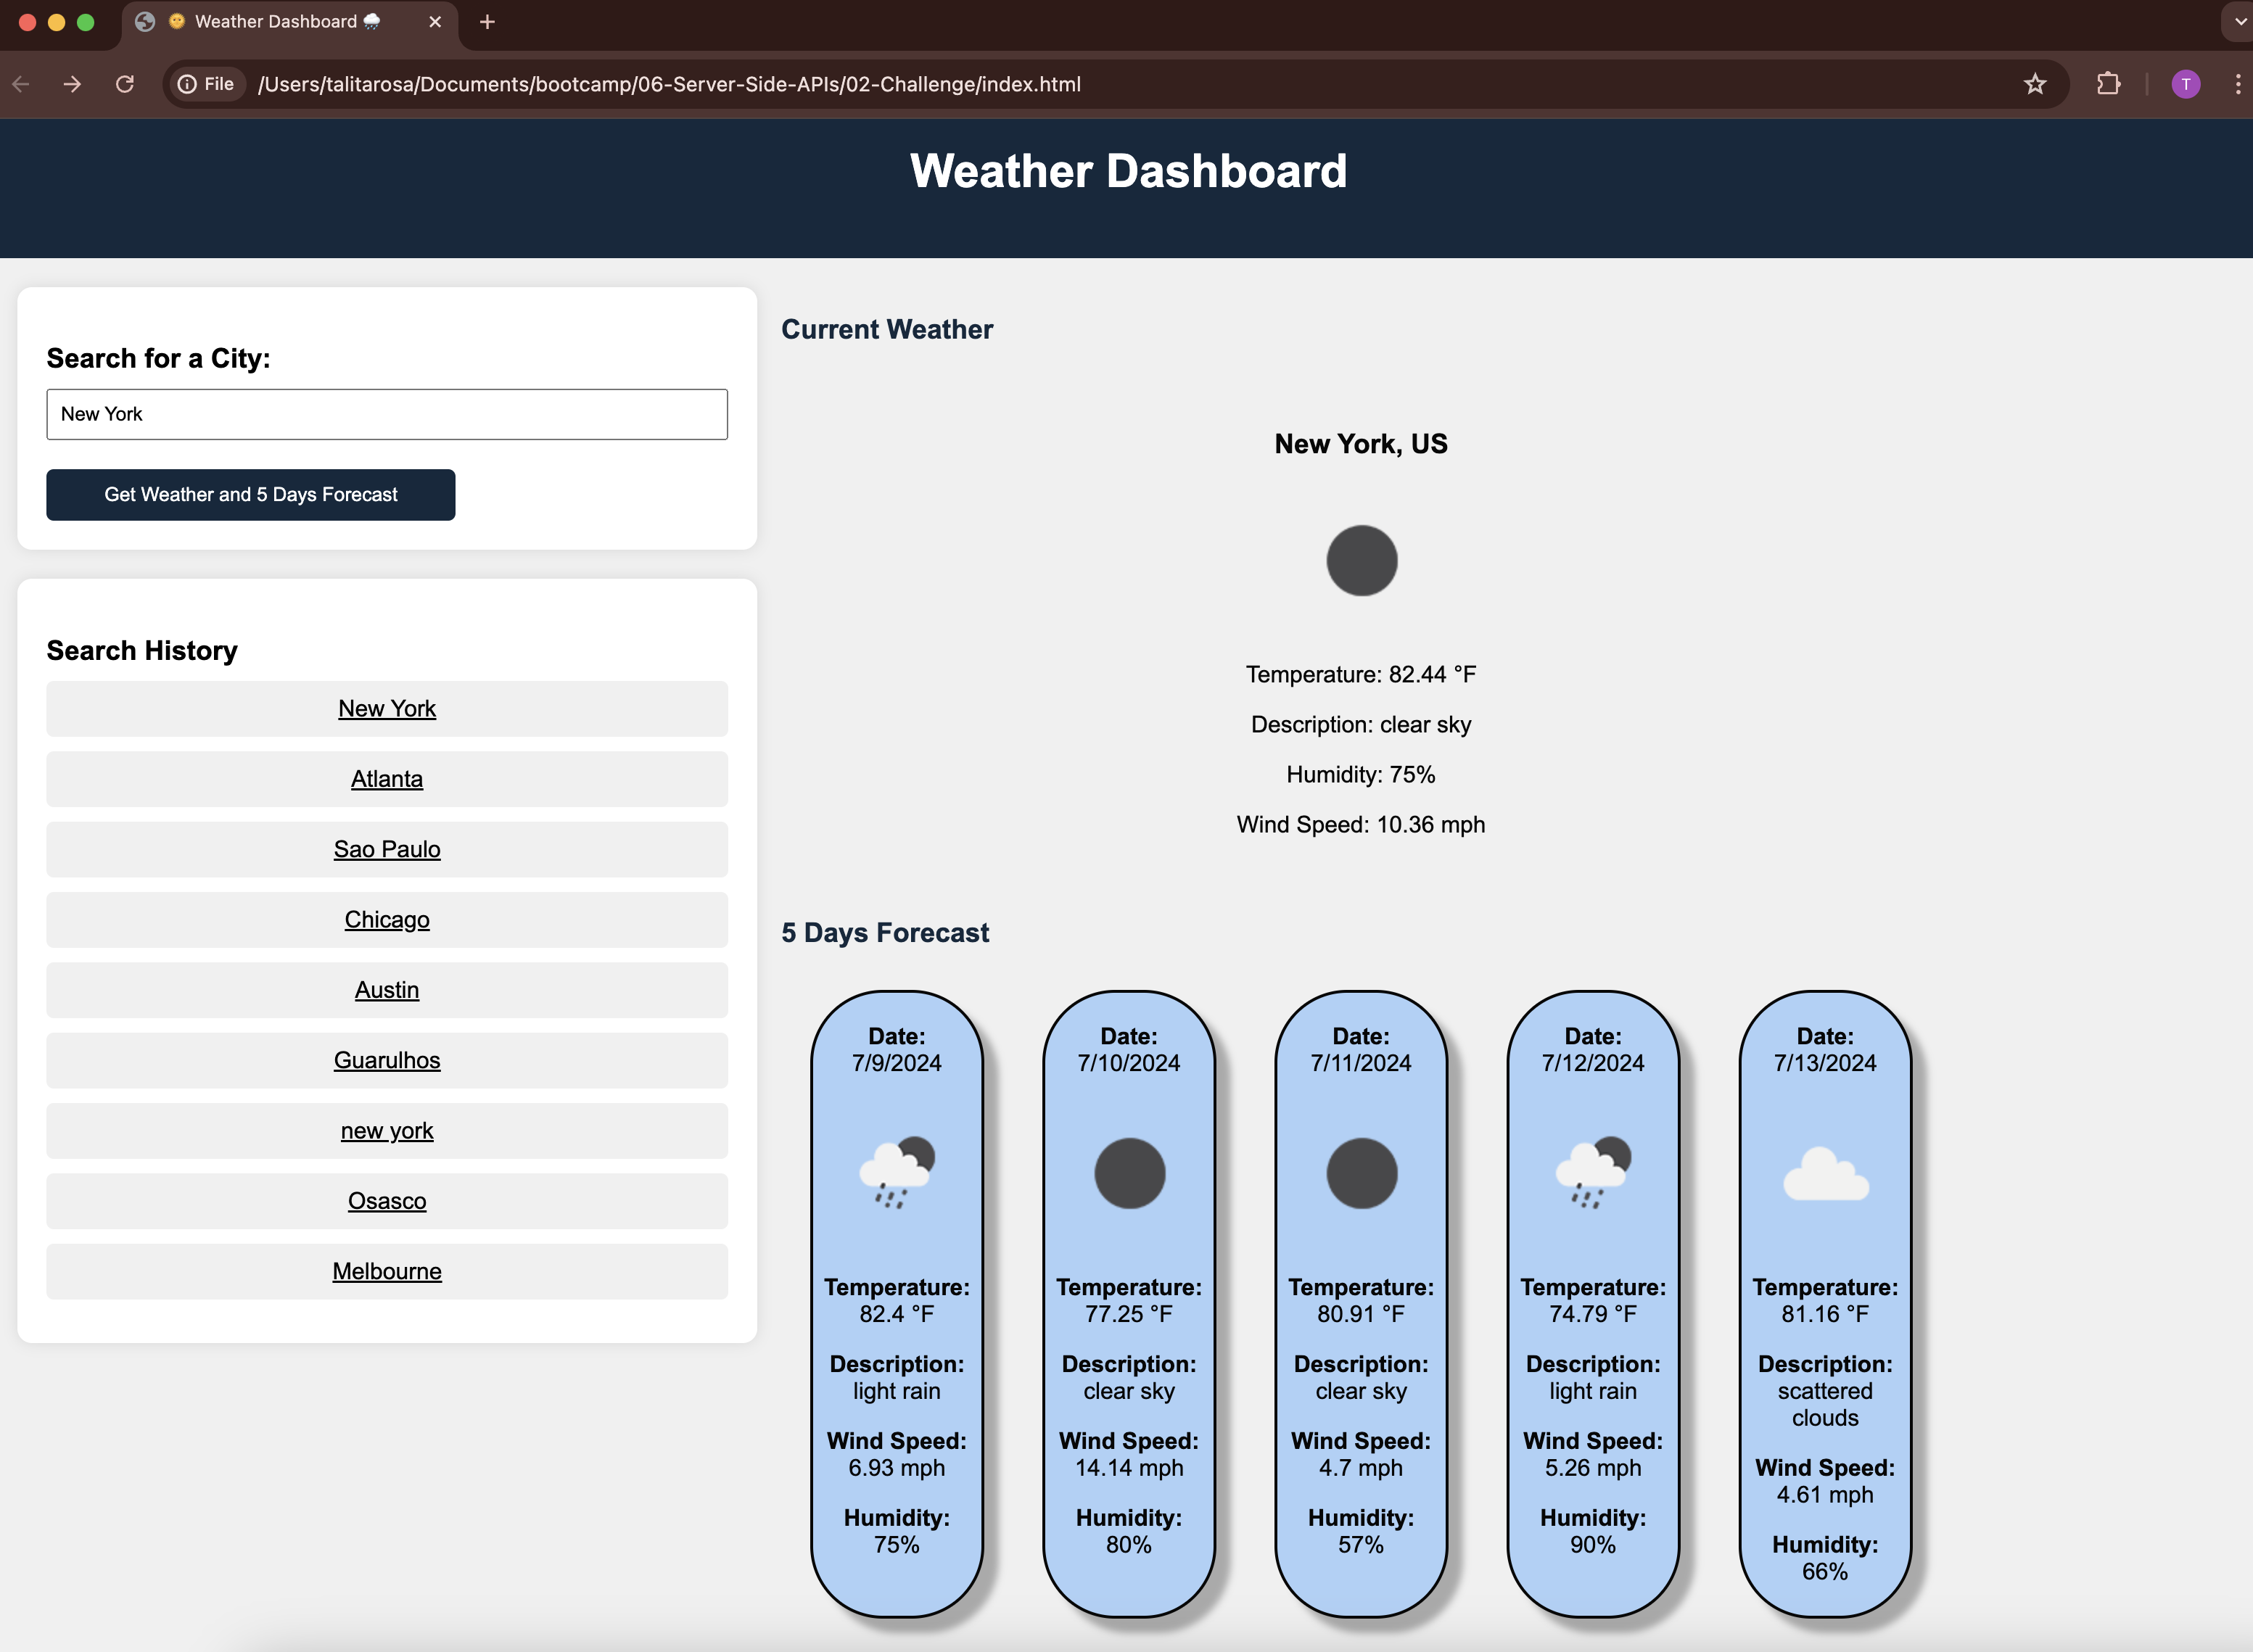 🌞 Weather Dashboard 🌧️
File /Users/talitarosa/Documents/bootcamp/06-Server-Side-APIs/02-Challenge/index.html
T
Weather Dashboard
Search for a City:
New York
Get Weather and 5 Days Forecast
Search History
New York
Atlanta
Sao Paulo
Chicago
Austin
Guarulhos
new york
Osasco
Melbourne
Current Weather
New York, US
Temperature: 82.44 °F
Description: clear sky
Humidity: 75%
Wind Speed: 10.36 mph
5 Days Forecast
Date:
7/9/2024
Temperature:
82.4 °F
Description:
light rain
Wind Speed:
6.93 mph
Humidity:
75%
Date:
7/10/2024
Temperature:
77.25 °F
Description:
clear sky
Wind Speed:
14.14 mph
Humidity:
80%
Date:
7/11/2024
Temperature:
80.91 °F
Description:
clear sky
Wind Speed:
4.7 mph
Humidity:
57%
Date:
7/12/2024
Temperature:
74.79 °F
Description:
light rain
Wind Speed:
5.26 mph
Humidity:
90%
Date:
7/13/2024
Temperature:
81.16 °F
Description:
scattered
clouds
Wind Speed:
4.61 mph
Humidity:
66%